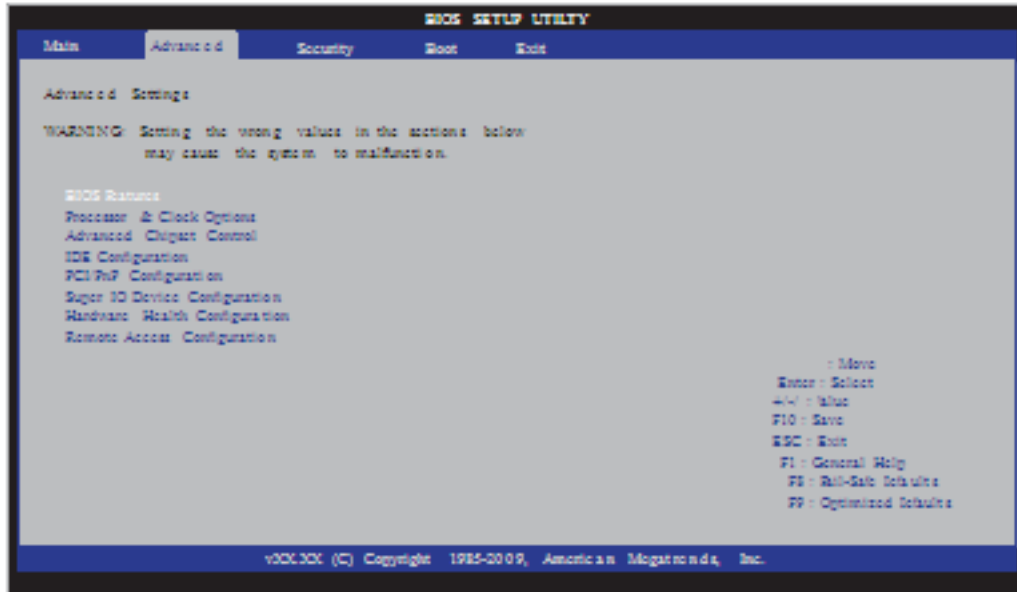 BIOS SETUP UTILTY
Main Advanced Security Boot Exit
Advanced Settings
WARNING: Setting the wrong values in the sections below
may cause the system to malfunction.
BIOS Features
Processor & Clock Options
Advanced Chipset Control
IDE Configuration
PCI/PnP Configuration
Super IO Device Configuration
Hardware Health Configuration
Remote Access Configuration
: Move
Enter : Select
+/-/ : Value
F10 : Save
ESC : Exit
F1 : General Help
F8 : Fail-Safe Defaults
F9 : Optimized Defaults
vXX.XX (C) Copyright 1985-2009, American Megatrends, Inc.